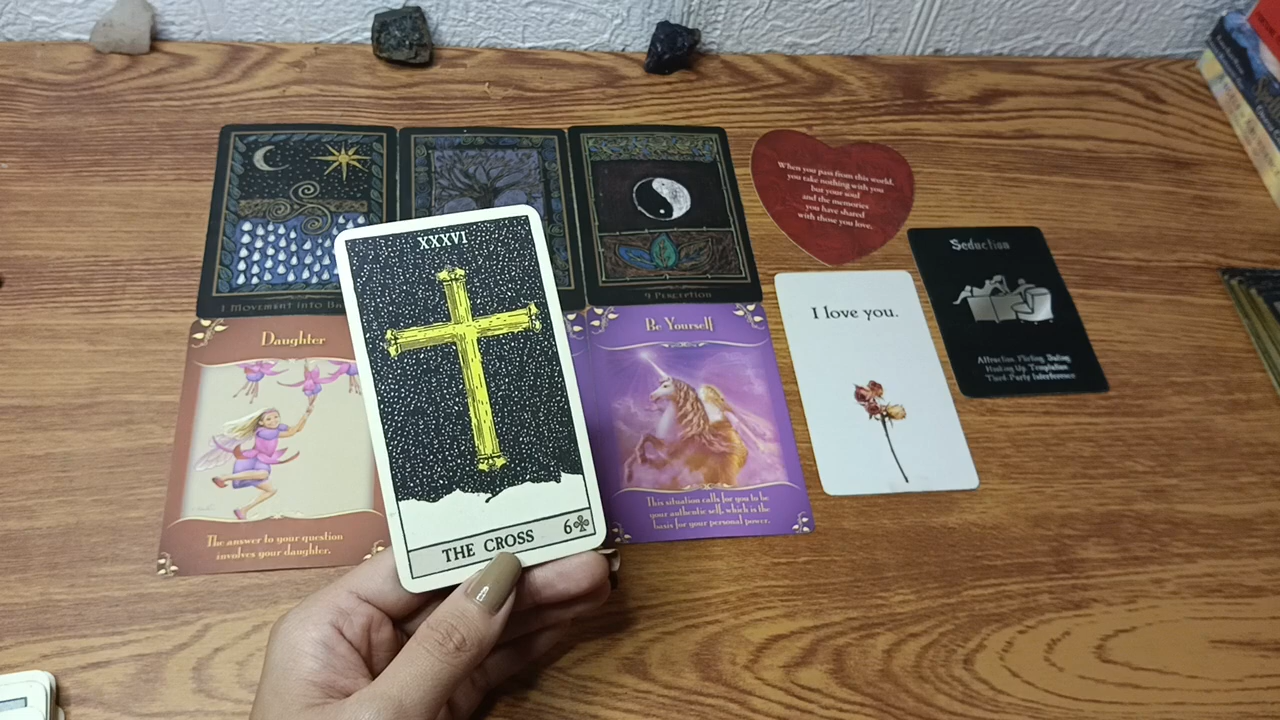 1 Movement into Ba
9 Perception
When you pass from this world,
you take nothing with you
but your soul
and the memories
you have shared
with those you love.
Seduction
Attraction, Flirting, Dating
Hooking Up, Temptation
Third Party Interference
Daughter
The answer to your question
involves your daughter.
XXXVI
THE CROSS
6
Be Yourself
This situation calls for you to be
your authentic self, which is the
basis for your personal power.
I love you.